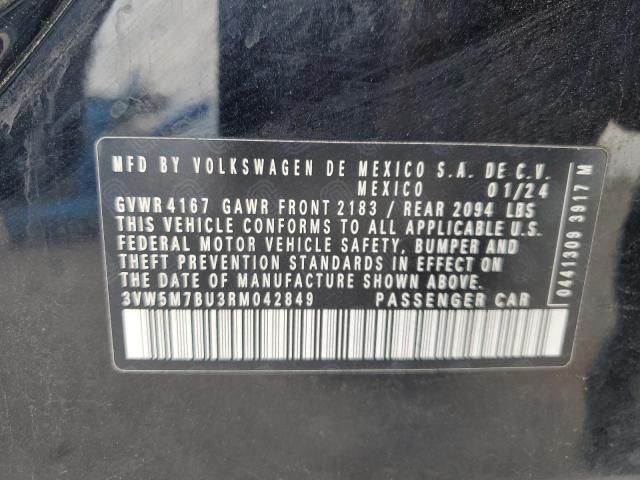 MFD BY VOLKSWAGEN DE MEXICO S.A. DE C.V.
MEXICO 01/24
GVWR 4167 GAWR FRONT 2183 / REAR 2094 LBS
THIS VEHICLE CONFORMS TO ALL APPLICABLE U.S.
FEDERAL MOTOR VEHICLE SAFETY, BUMPER AND
THEFT PREVENTION STANDARDS IN EFFECT ON
THE DATE OF MANUFACTURE SHOWN ABOVE.
3VW5M7BU3RM042849 PASSENGER CAR
0441309 3917 M